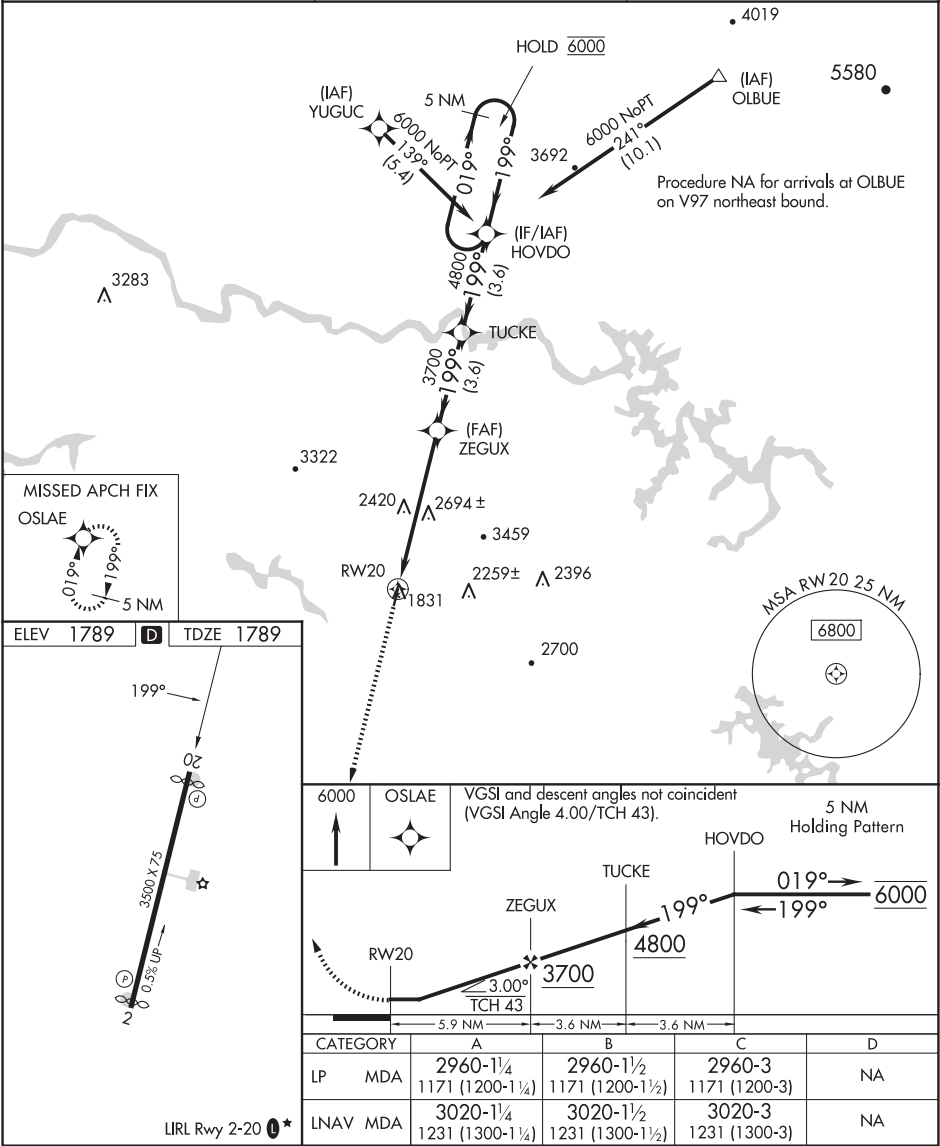 4019
HOLD 6000
(IAF)
OLBUE
5580
(IAF)
YUGUC
5 NM
6000 NoPT
139°
(5.4)
019°
199°
3692
6000 NoPT
241°
(10.1)
Procedure NA for arrivals at OLBUE
on V97 northeast bound.
(IF/IAF)
HOVDO
4800
199°
(3.6)
3283
TUCKE
3700
199°
(3.6)
(FAF)
ZEGUX
3322
2420
2694 ±
3459
MISSED APCH FIX
OSLAE
019°
199°
5 NM
RW20
1831
2259±
2396
2700
MSA RW20 25 NM
6800
ELEV 1789 D TDZE 1789
199°
20
P
3500 X 75
0.5% UP
P
2
LIRL Rwy 2-20 L
6000
OSLAE
VGSI and descent angles not coincident
(VGSI Angle 4.00/TCH 43).
5 NM
Holding Pattern
HOVDO
TUCKE
ZEGUX
RW20
019°
199°
6000
199°
4800
3700
3.00°
TCH 43
5.9 NM 3.6 NM 3.6 NM
CATEGORY A B C D
LP MDA 2960-1¼ 2960-1½ 2960-3 NA
1171 (1200-1¼) 1171 (1200-1½) 1171 (1200-3)
LNAV MDA 3020-1¼ 3020-1½ 3020-3 NA
1231 (1300-1¼) 1231 (1300-1½) 1231 (1300-3)